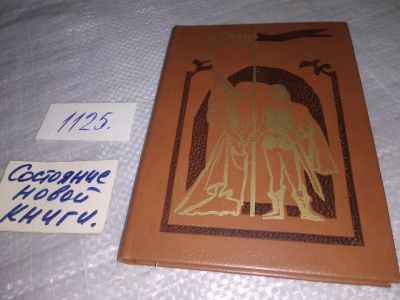 1125.
Состояние
новой
книги.